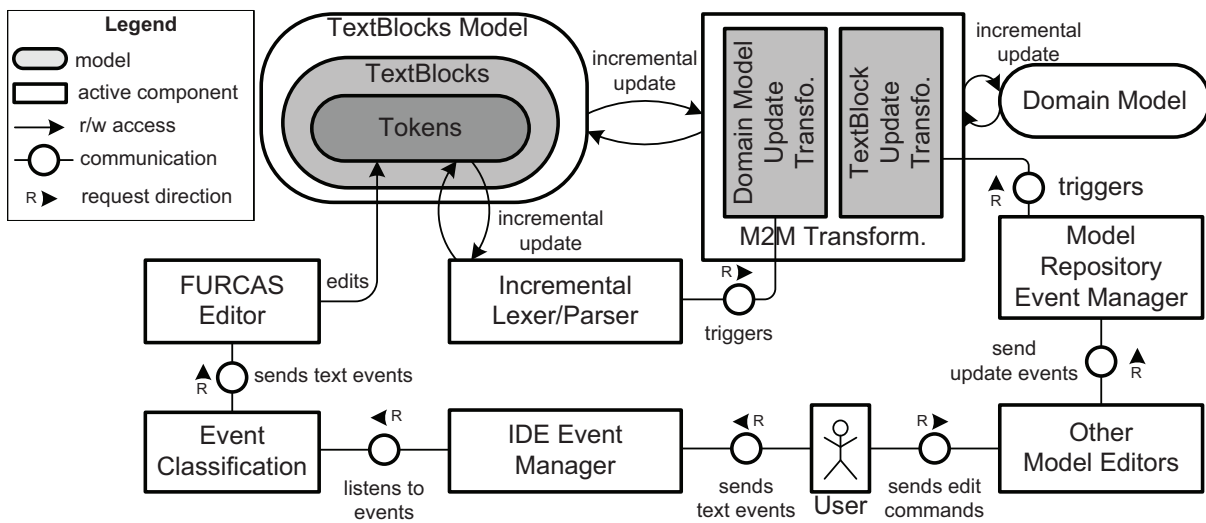 Legend
model
active component
r/w access
communication
R
request direction
TextBlocks Model
TextBlocks
Tokens
incremental
update
Domain Model
Update
Transfo.
TextBlock
Update
Transfo.
M2M Transform.
incremental
update
Domain Model
R
triggers
incremental
update
edits
FURCAS
Editor
Incremental
Lexer/Parser
R
triggers
Model
Repository
Event Manager
R
sends text events
send
update events
R
Event
Classification
R
listens to
events
IDE Event
Manager
R
sends
text events
User
R
sends edit
commands
Other
Model Editors